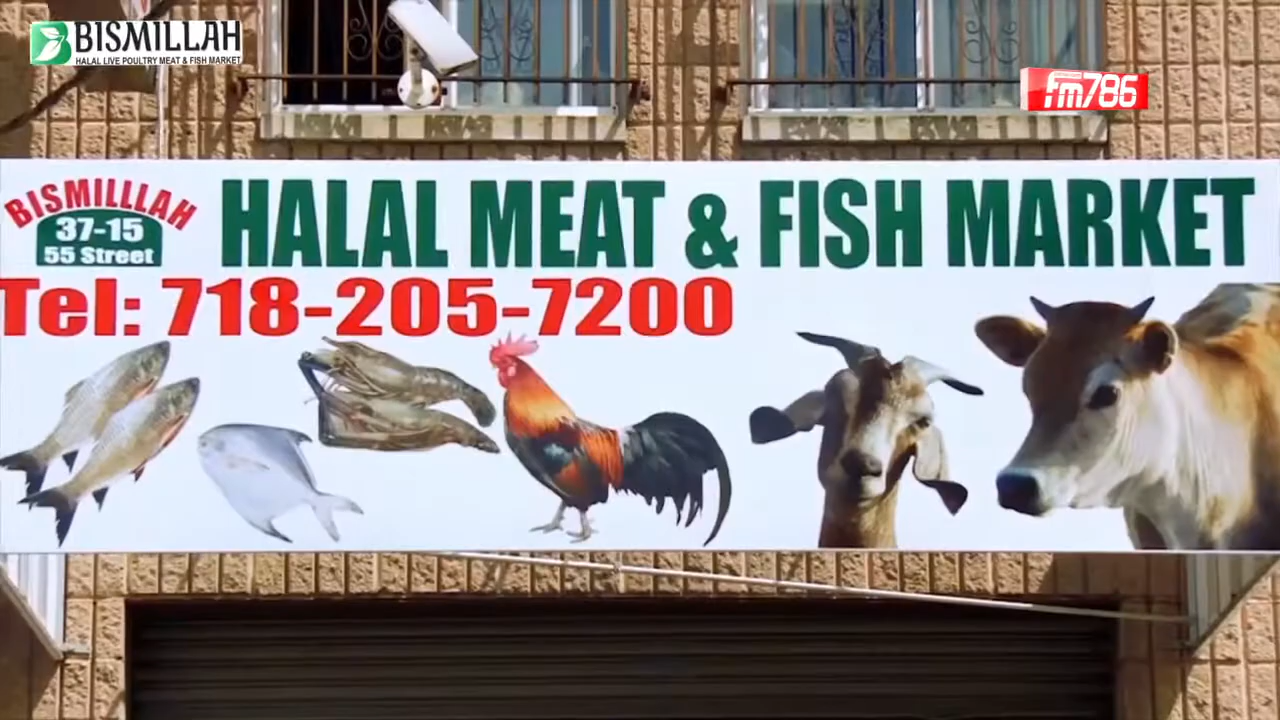 BISMILLAH
HALAL LIVE POULTRY MEAT & FISH MARKET
fm786
BISMILLLAH
37-15
55 Street
HALAL MEAT & FISH MARKET
Tel: 718-205-7200